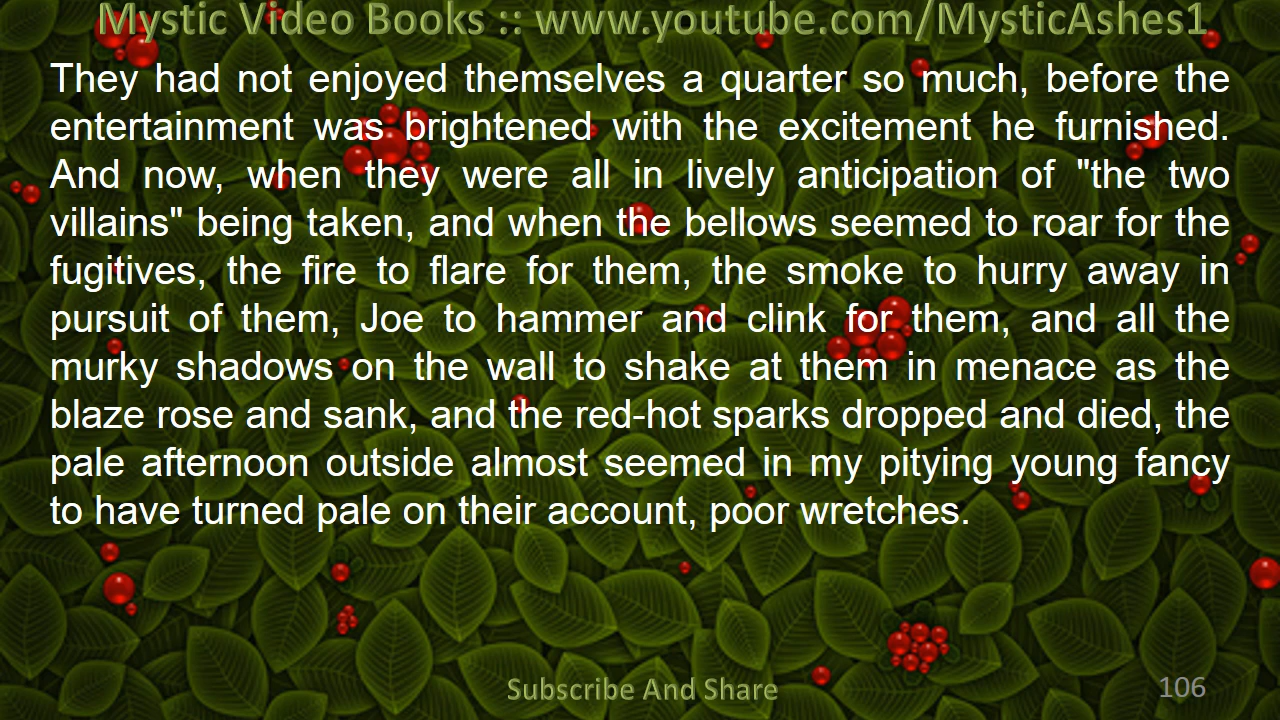 Mystic Video Books :: www.youtube.com/MysticAshes1
They had not enjoyed themselves a quarter so much, before the
entertainment was brightened with the excitement he furnished.
And now, when they were all in lively anticipation of "the two
villains" being taken, and when the bellows seemed to roar for the
fugitives, the fire to flare for them, the smoke to hurry away in
pursuit of them, Joe to hammer and clink for them, and all the
murky shadows on the wall to shake at them in menace as the
blaze rose and sank, and the red-hot sparks dropped and died, the
pale afternoon outside almost seemed in my pitying young fancy
to have turned pale on their account, poor wretches.
Subscribe And Share
106